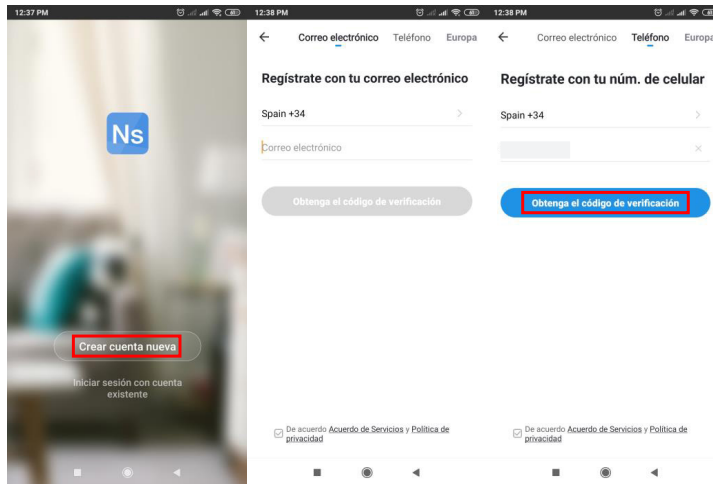 12:37 PM
Ns
Crear cuenta nueva
Iniciar sesión con cuenta
existente
12:38 PM
Correo electrónico Teléfono Europa
Regístrate con tu correo electrónico
Spain +34
Correo electrónico
Obtenga el código de verificación
De acuerdo Acuerdo de Servicios y Política de
privacidad
12:38 PM
Correo electrónico Teléfono Europa
Regístrate con tu núm. de celular
Spain +34
Obtenga el código de verificación
De acuerdo Acuerdo de Servicios y Política de
privacidad